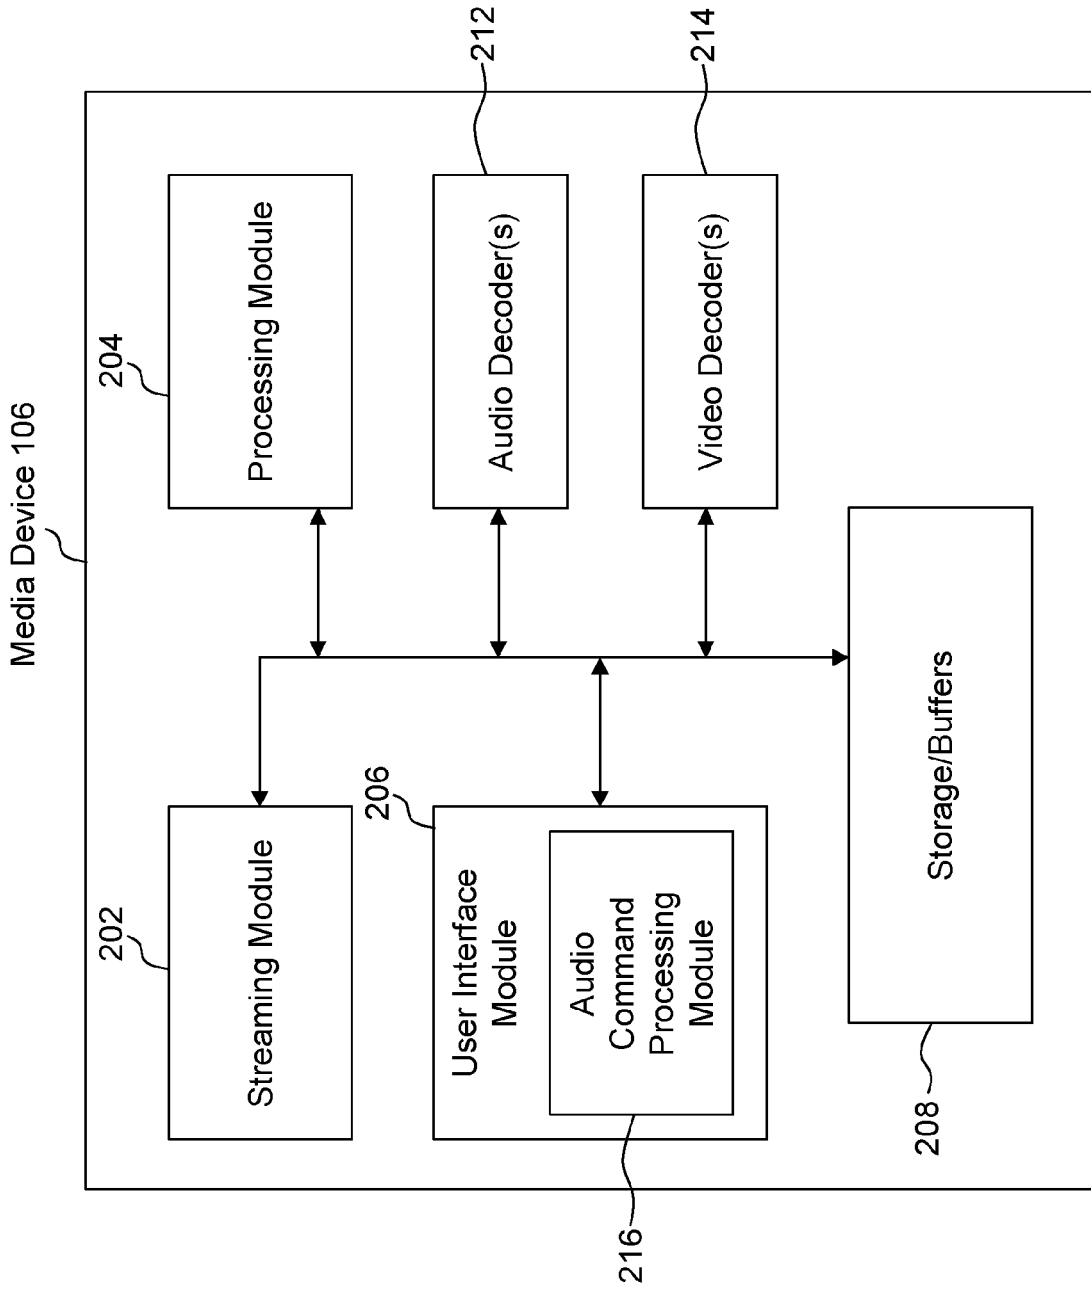 Media Device 106
202
Streaming Module
204
Processing Module
206
User Interface
Module
Audio
Command
Processing
Module
216
212
Audio Decoder(s)
214
Video Decoder(s)
208
Storage/Buffers